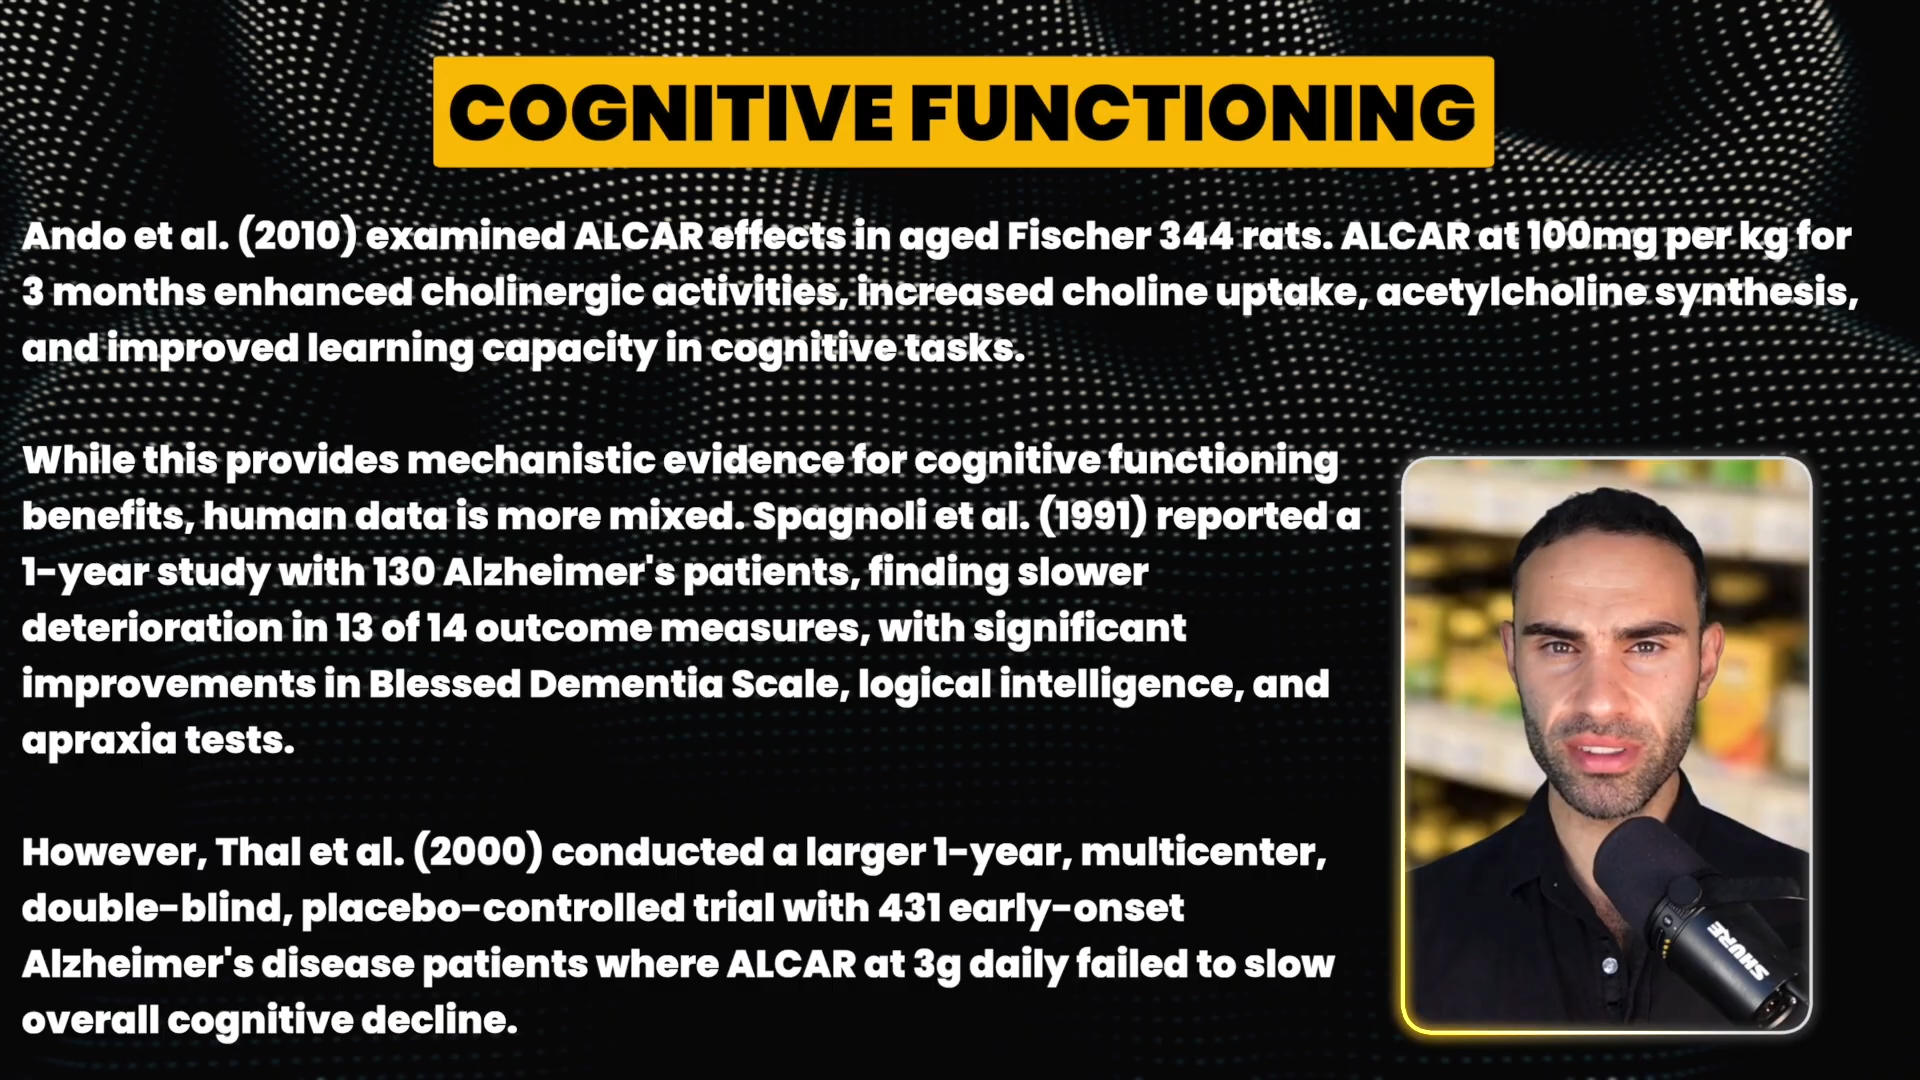 COGNITIVE FUNCTIONING
Ando et al. (2010) examined ALCAR effects in aged Fischer 344 rats. ALCAR at 100mg per kg for
3 months enhanced cholinergic activities, increased choline uptake, acetylcholine synthesis,
and improved learning capacity in cognitive tasks.
While this provides mechanistic evidence for cognitive functioning
benefits, human data is more mixed. Spagnoli et al. (1991) reported a
1-year study with 130 Alzheimer's patients, finding slower
deterioration in 13 of 14 outcome measures, with significant
improvements in Blessed Dementia Scale, logical intelligence, and
apraxia tests.
However, Thal et al. (2000) conducted a larger 1-year, multicenter,
double-blind, placebo-controlled trial with 431 early-onset
Alzheimer's disease patients where ALCAR at 3g daily failed to slow
overall cognitive decline.
SHURE